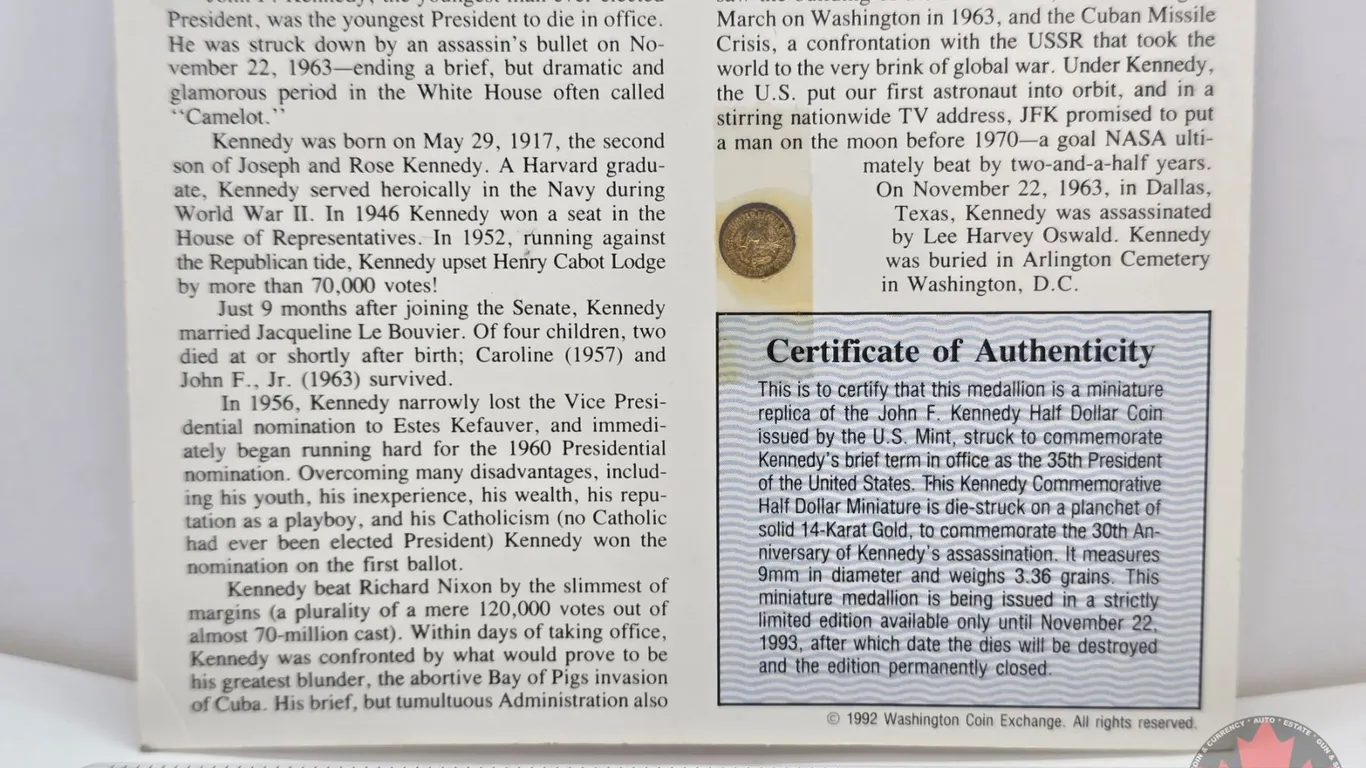 President, was the youngest President to die in office.
He was struck down by an assassin's bullet on No-
vember 22, 1963—ending a brief, but dramatic and
glamorous period in the White House often called
“Camelot.”
Kennedy was born on May 29, 1917, the second
son of Joseph and Rose Kennedy. A Harvard gradu-
ate, Kennedy served heroically in the Navy during
World War II. In 1946 Kennedy won a seat in the
House of Representatives. In 1952, running against
the Republican tide, Kennedy upset Henry Cabot Lodge
by more than 70,000 votes!
Just 9 months after joining the Senate, Kennedy
married Jacqueline Le Bouvier. Of four children, two
died at or shortly after birth; Caroline (1957) and
John F., Jr. (1963) survived.
In 1956, Kennedy narrowly lost the Vice Presi-
dential nomination to Estes Kefauver, and immedi-
ately began running hard for the 1960 Presidential
nomination. Overcoming many disadvantages, includ-
ing his youth, his inexperience, his wealth, his repu-
tation as a playboy, and his Catholicism (no Catholic
had ever been elected President) Kennedy won the
nomination on the first ballot.
Kennedy beat Richard Nixon by the slimmest of
margins (a plurality of a mere 120,000 votes out of
almost 70-million cast). Within days of taking office,
Kennedy was confronted by what would prove to be
his greatest blunder, the abortive Bay of Pigs invasion
of Cuba. His brief, but tumultuous Administration also
March on Washington in 1963, and the Cuban Missile
Crisis, a confrontation with the USSR that took the
world to the very brink of global war. Under Kennedy,
the U.S. put our first astronaut into orbit, and in a
stirring nationwide TV address, JFK promised to put
a man on the moon before 1970—a goal NASA ulti-
mately beat by two-and-a-half years.
On November 22, 1963, in Dallas,
Texas, Kennedy was assassinated
by Lee Harvey Oswald. Kennedy
was buried in Arlington Cemetery
in Washington, D.C.
Certificate of Authenticity
This is to certify that this medallion is a miniature
replica of the John F. Kennedy Half Dollar Coin
issued by the U.S. Mint, struck to commemorate
Kennedy's brief term in office as the 35th President
of the United States. This Kennedy Commemorative
Half Dollar Miniature is die-struck on a planchet of
solid 14-Karat Gold, to commemorate the 30th An-
niversary of Kennedy's assassination. It measures
9mm in diameter and weighs 3.36 grains. This
miniature medallion is being issued in a strictly
limited edition available only until November 22,
1993, after which date the dies will be destroyed
and the edition permanently closed.
© 1992 Washington Coin Exchange. All rights reserved.
& CURRENCY • AUTO • ESTATE • GUN &